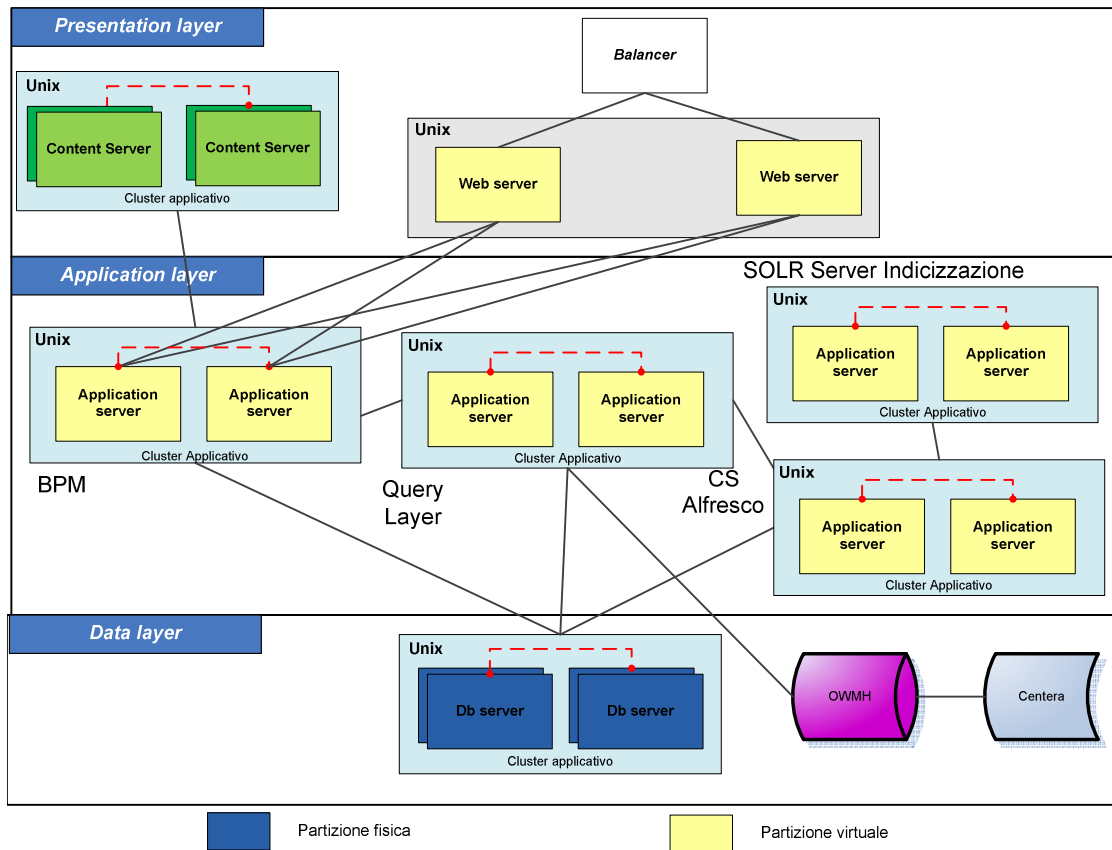 Presentation layer
Balancer
Unix
Content Server
Content Server
Cluster applicativo
Unix
Web server
Web server
Application layer
SOLR Server Indicizzazione
Unix
Application
server
Application
server
Cluster Applicativo
BPM
Unix
Application
server
Application
server
Cluster Applicativo
Query
Layer
Unix
Application
server
Application
server
Cluster Applicativo
CS
Alfresco
Unix
Application
server
Application
server
Cluster Applicativo
Data layer
Unix
Db server
Db server
Cluster applicativo
OWMH
Centera
Partizione fisica
Partizione virtuale